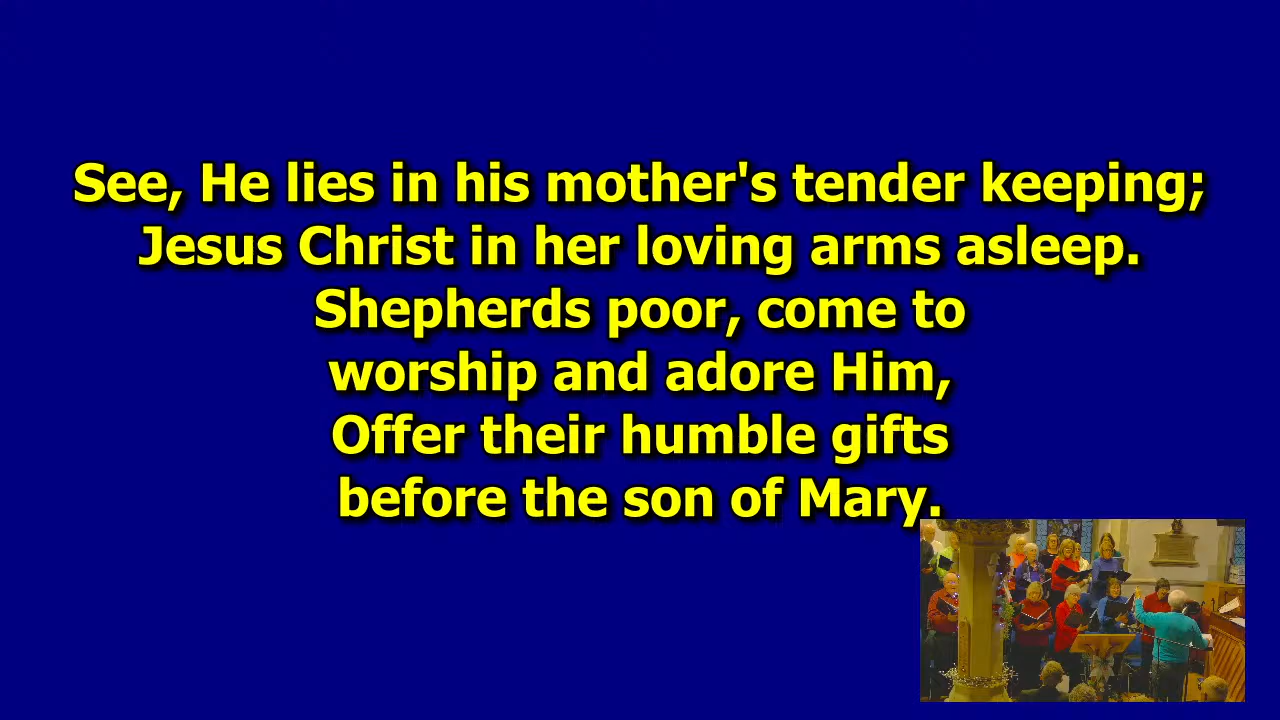 See, He lies in his mother's tender keeping;
Jesus Christ in her loving arms asleep.
Shepherds poor, come to
worship and adore Him,
Offer their humble gifts
before the son of Mary.